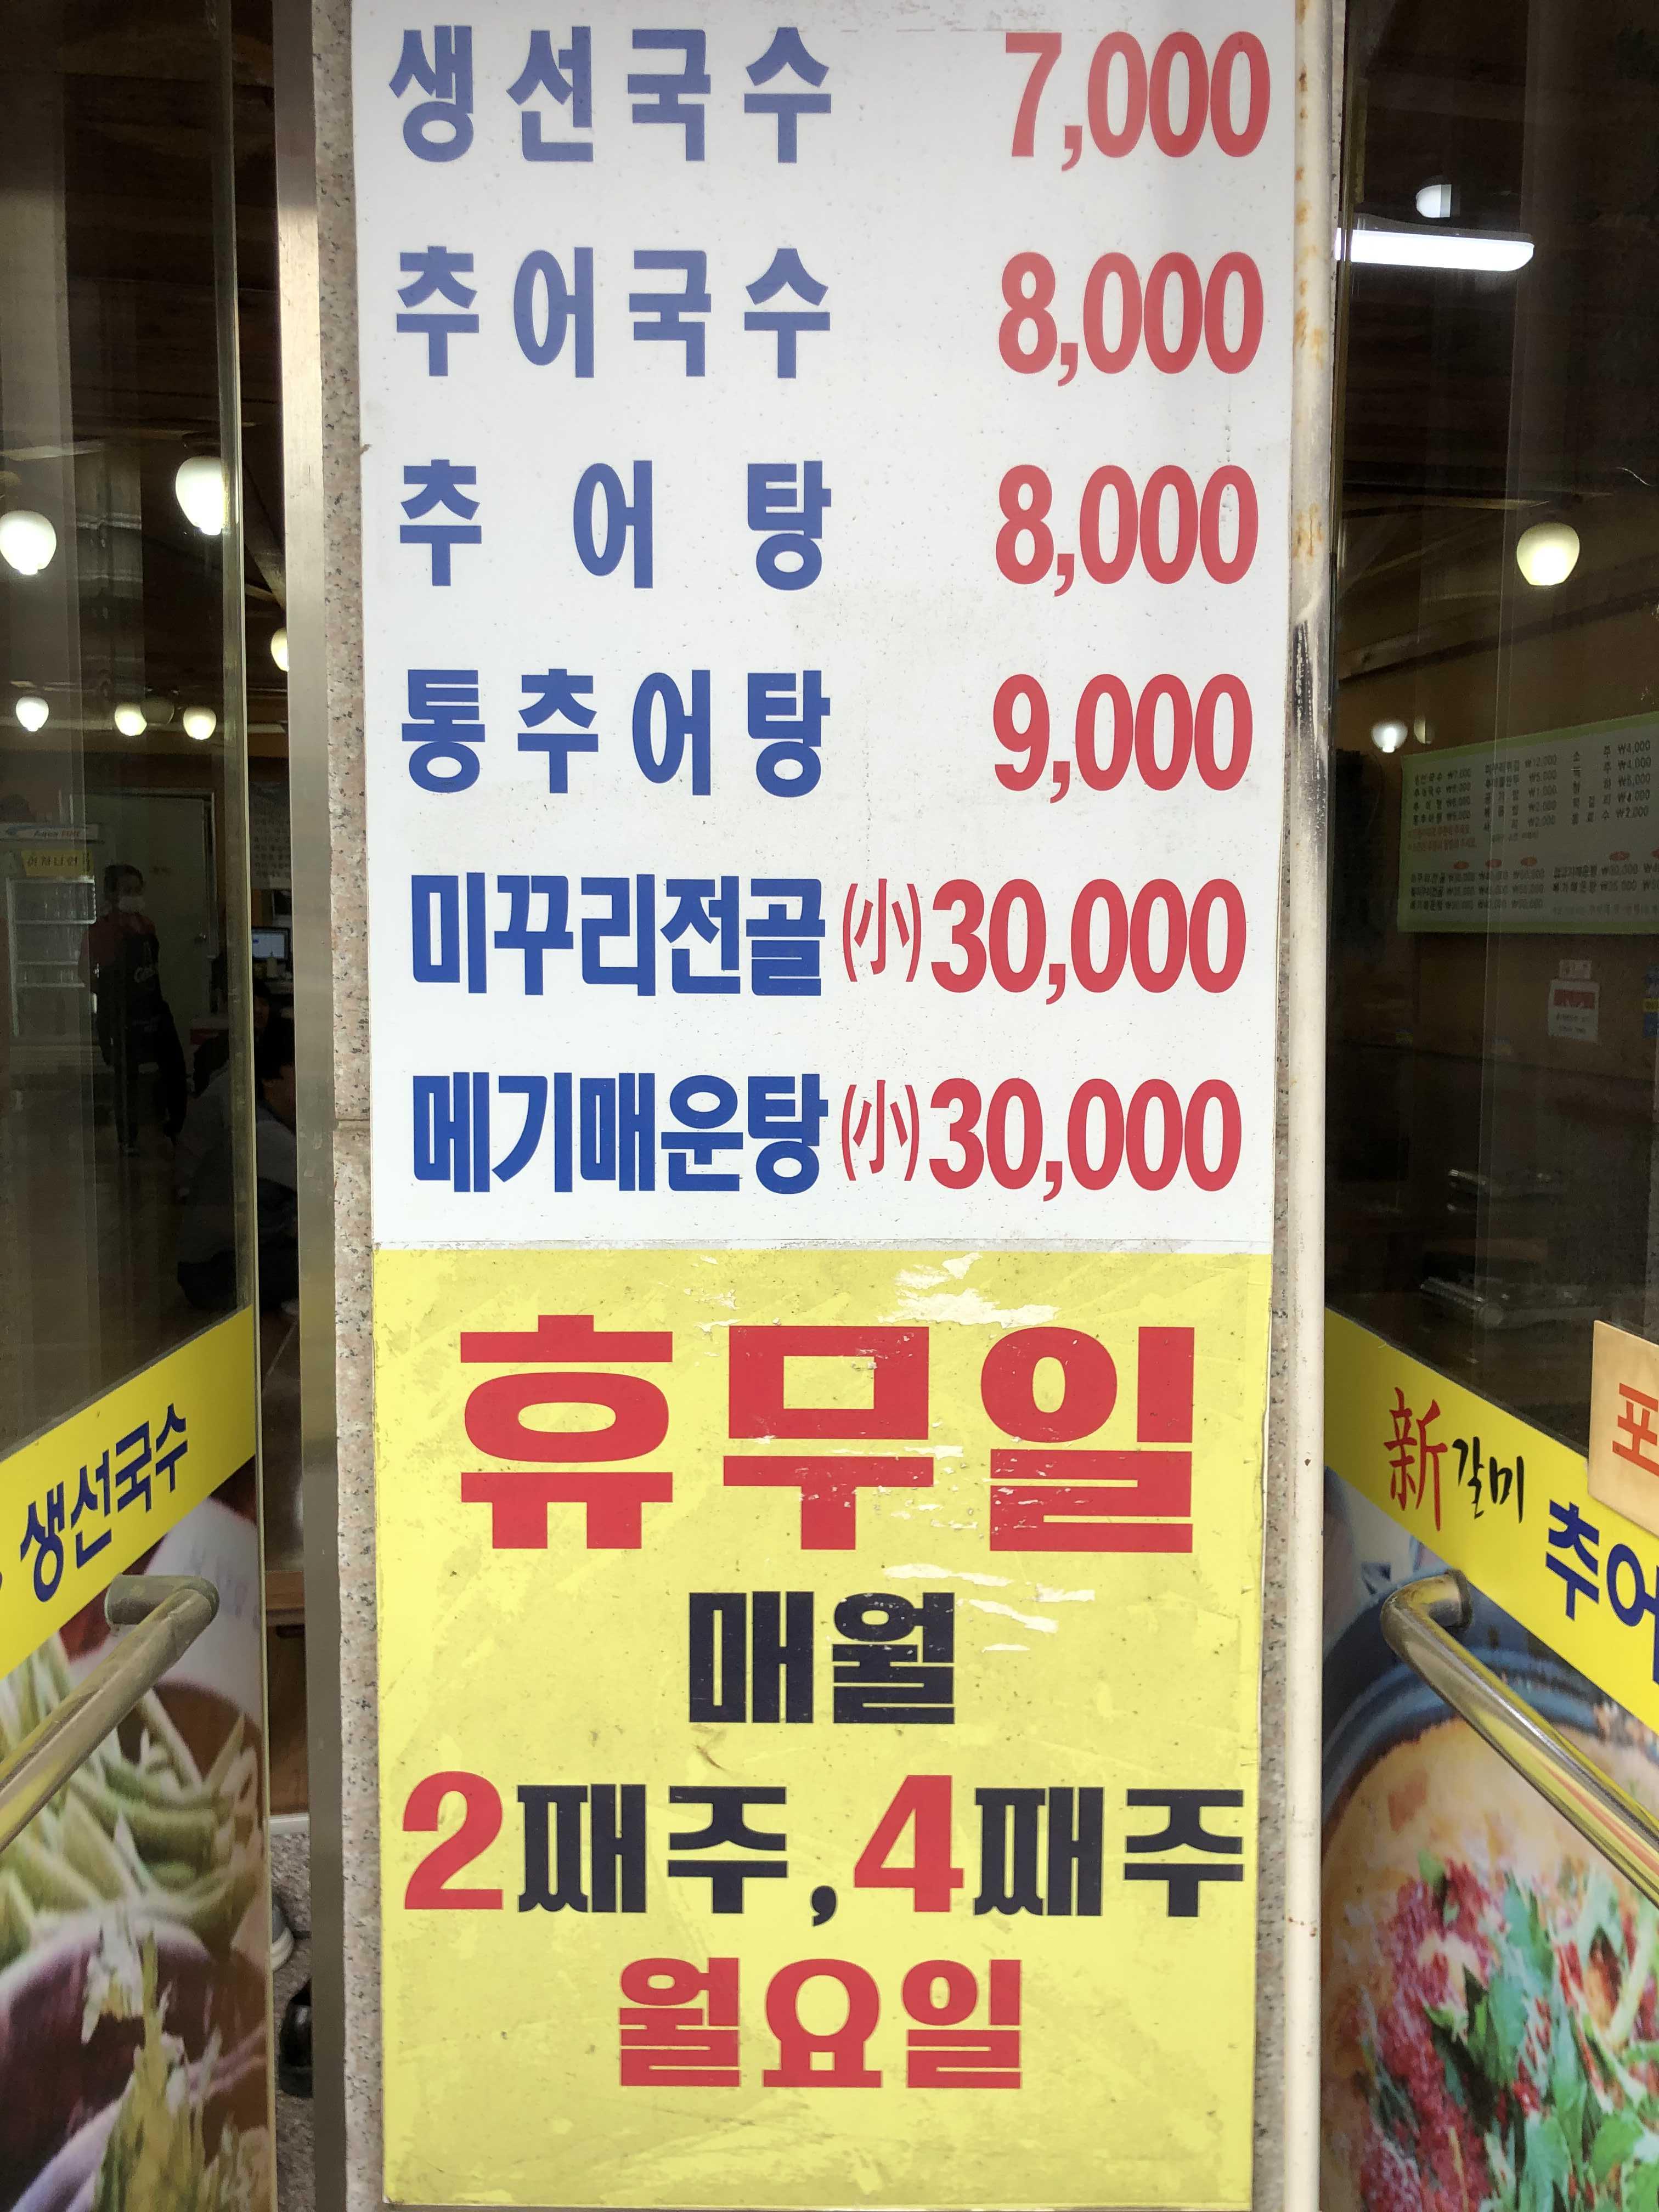 생선국수 7,000
추어국수 8,000
추어탕 8,000
통추어탕 9,000
미꾸리전골 (小) 30,000
메기매운탕 (小) 30,000
휴무일
매월
2째주, 4째주
월요일
생선국수
新 갈미
추어
포